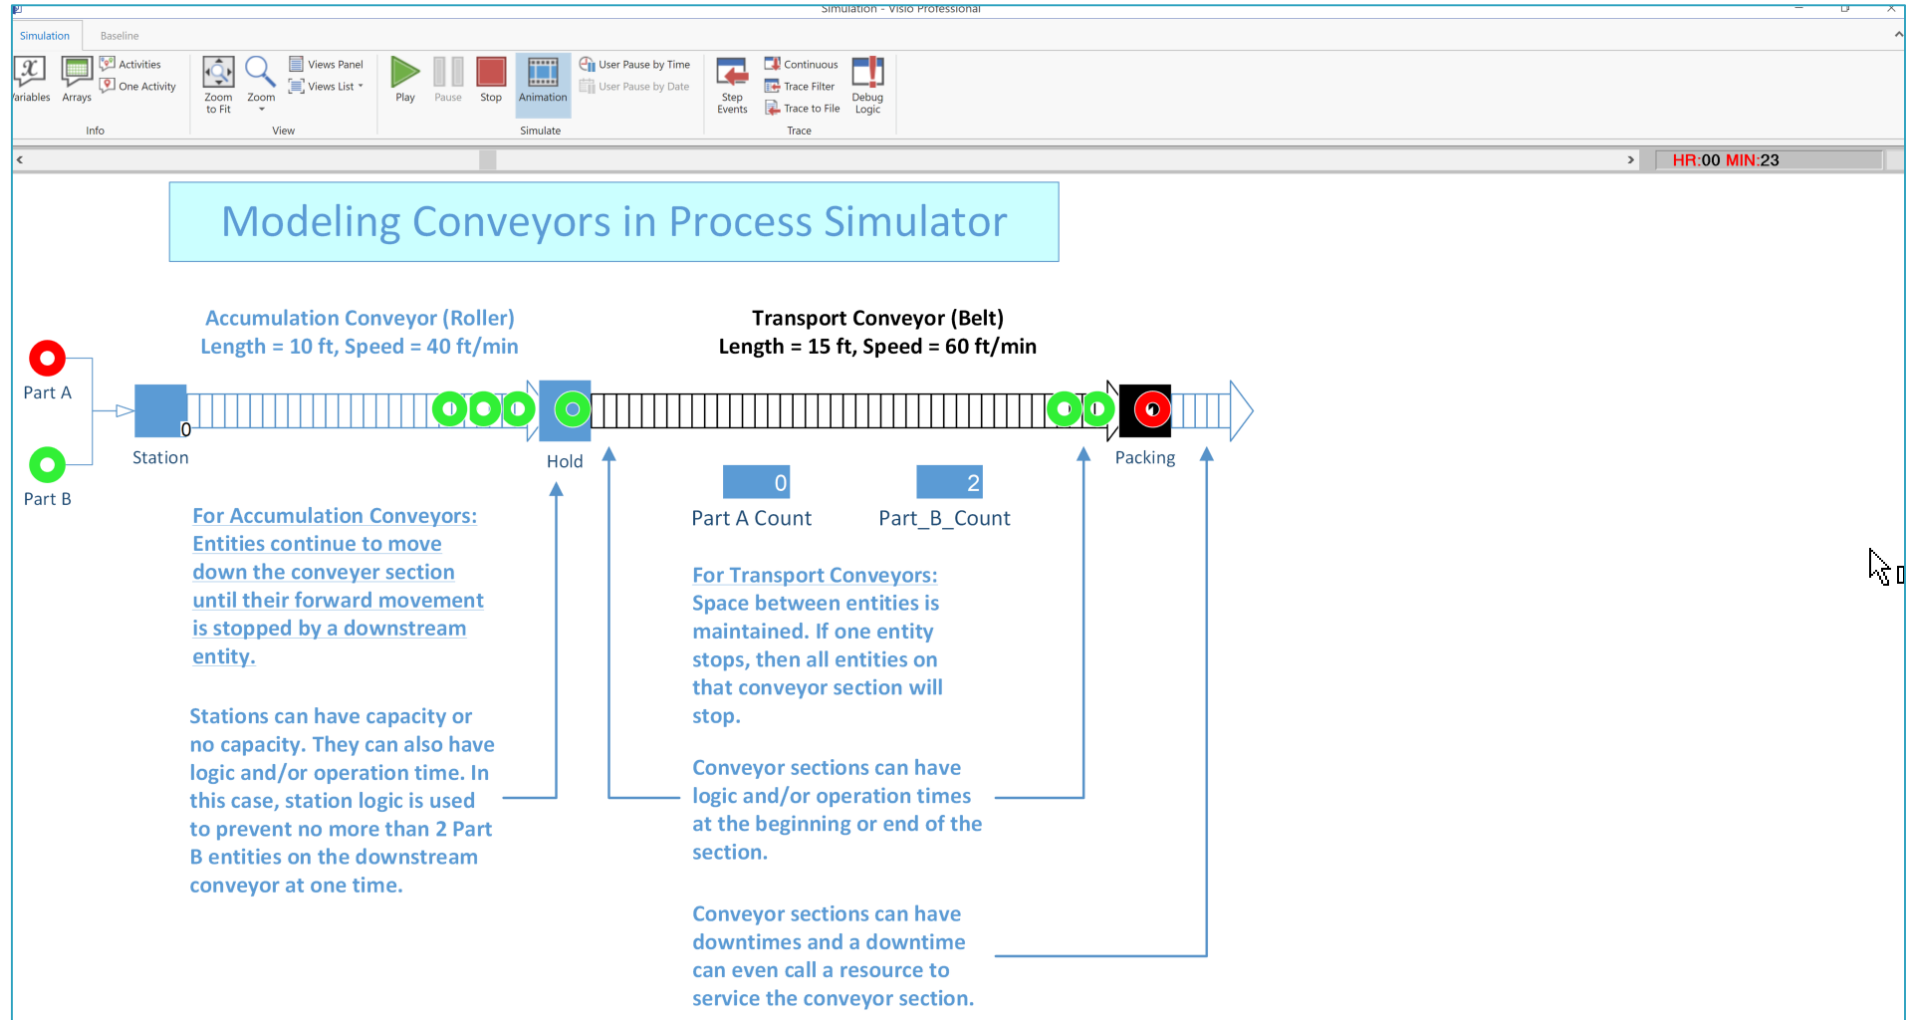 Simulation - Visio Professional
Simulation
Baseline
Variables
Arrays
Activities
One Activity
Info
Zoom
to Fit
Zoom
Views Panel
Views List
View
Play
Pause
Stop
Animation
User Pause by Time
User Pause by Date
Simulate
Step
Events
Continuous
Trace Filter
Trace to File
Debug
Logic
Trace
HR:00 MIN:23
Modeling Conveyors in Process Simulator
Accumulation Conveyor (Roller)
Length = 10 ft, Speed = 40 ft/min
Transport Conveyor (Belt)
Length = 15 ft, Speed = 60 ft/min
Part A
Part B
0
Station
Hold
Packing
0
Part A Count
2
Part_B_Count
For Accumulation Conveyors:
Entities continue to move
down the conveyer section
until their forward movement
is stopped by a downstream
entity.
Stations can have capacity or
no capacity. They can also have
logic and/or operation time. In
this case, station logic is used
to prevent no more than 2 Part
B entities on the downstream
conveyor at one time.
For Transport Conveyors:
Space between entities is
maintained. If one entity
stops, then all entities on
that conveyor section will
stop.
Conveyor sections can have
logic and/or operation times
at the beginning or end of the
section.
Conveyor sections can have
downtimes and a downtime
can even call a resource to
service the conveyor section.